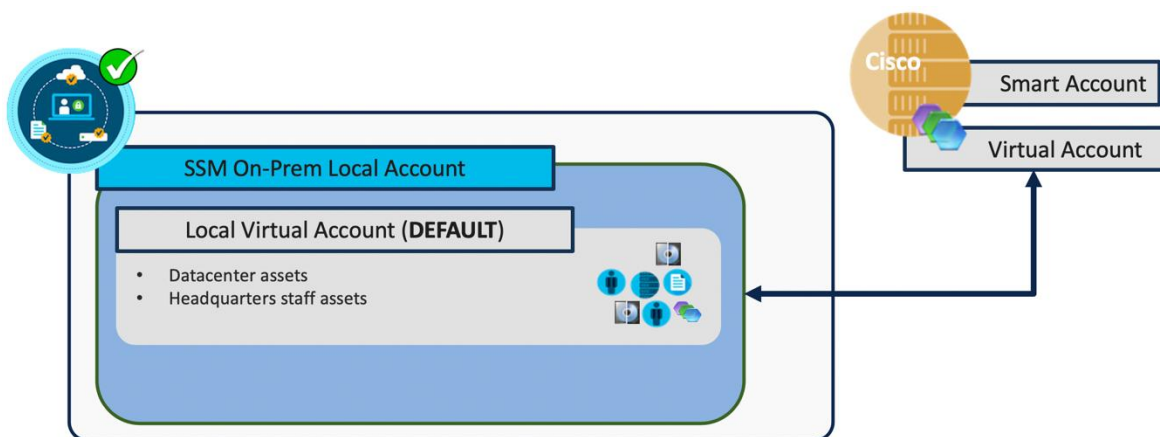 Cisco
Smart Account
Virtual Account
SSM On-Prem Local Account
Local Virtual Account (DEFAULT)
• Datacenter assets
• Headquarters staff assets